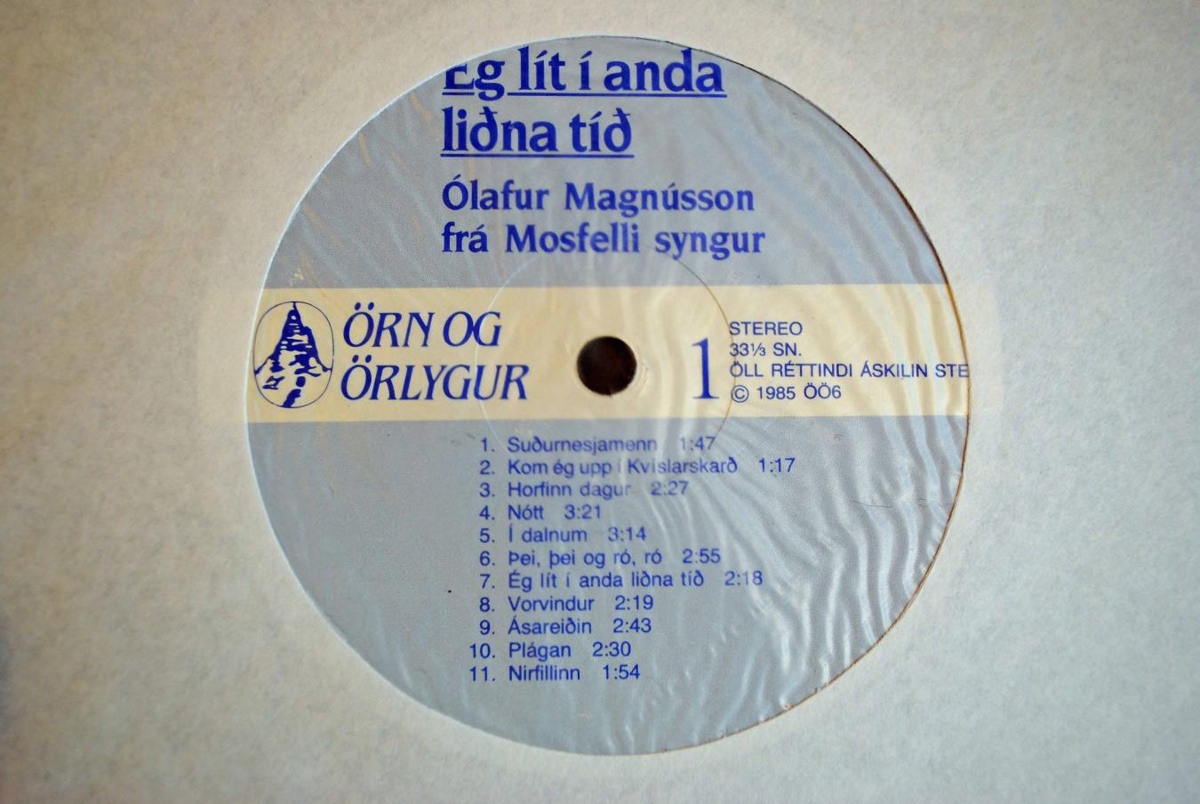 Ég lít í anda
liðna tíð
Ólafur Magnússon
frá Mosfelli syngur
ÖRN OG
ÖRLYGUR
1
STEREO
33⅓ SN.
ÖLL RÉTTINDI ÁSKILIN STE
© 1985 ÖÖ6
1. Suðurnesjamenn 1:47
2. Kom ég upp í Kvíslarskarð 1:17
3. Horfinn dagur 2:27
4. Nótt 3:21
5. Í dalnum 3:14
6. Þei, þei og ró, ró 2:55
7. Ég lít í anda liðna tíð 2:18
8. Vorvindur 2:19
9. Ásareiðin 2:43
10. Plágan 2:30
11. Nirfillinn 1:54